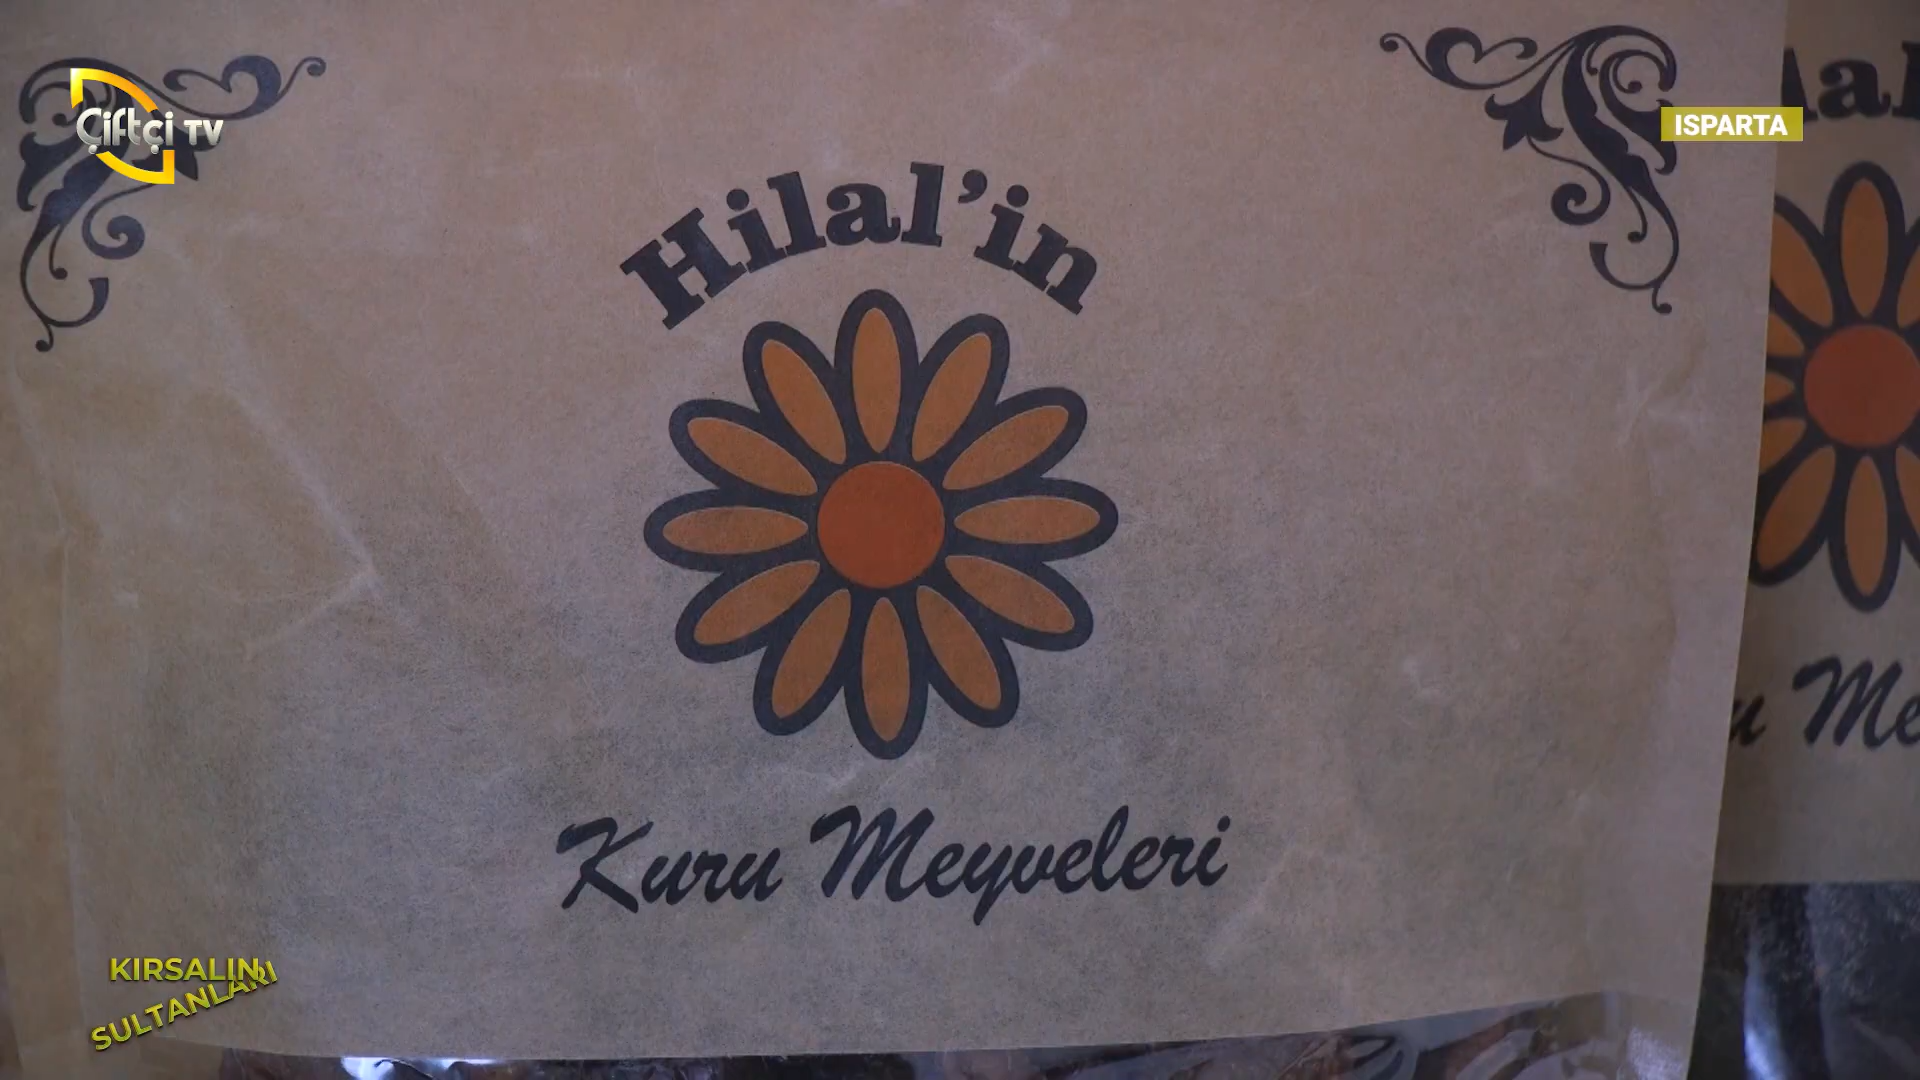 Çiftçi TV
ISPARTA
Hilal'in
Kuru Meyveleri
KIRSALIN
SULTANLARI